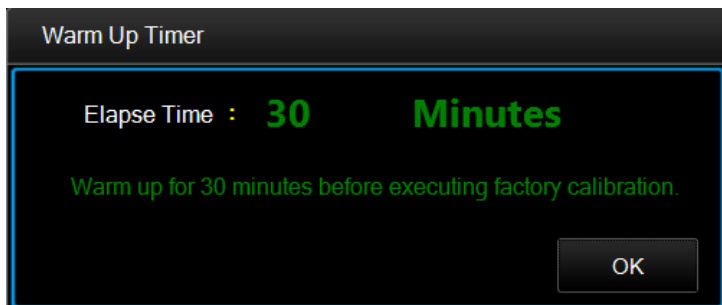 Warm Up Timer
Elapse Time : 30 Minutes
Warm up for 30 minutes before executing factory calibration.
OK